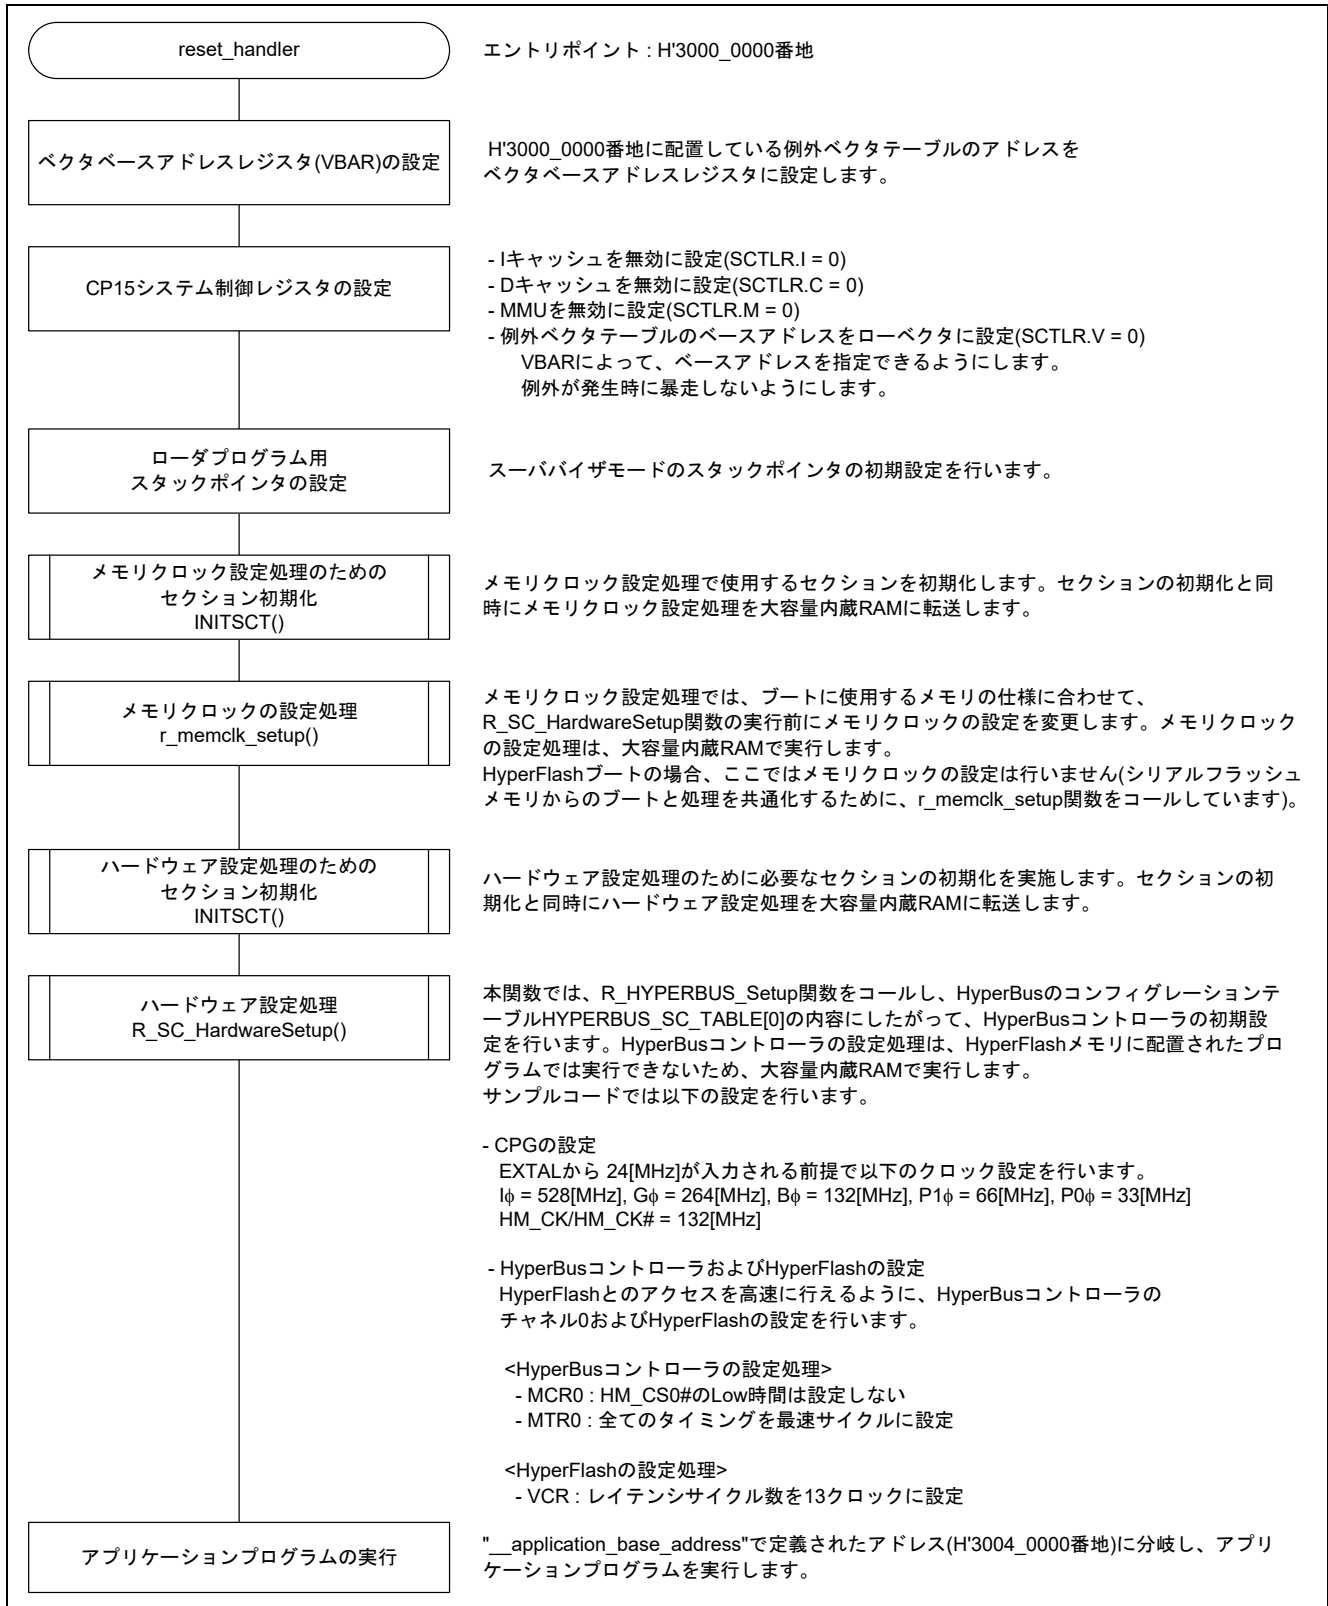 reset_handler
エントリポイント : H'3000_0000番地
ベクタベースアドレスレジスタ(VBAR)の設定
H'3000_0000番地に配置している例外ベクタテーブルのアドレスを
ベクタベースアドレスレジスタに設定します。
CP15システム制御レジスタの設定
- Iキャッシュを無効に設定(SCTLR.I = 0)
- Dキャッシュを無効に設定(SCTLR.C = 0)
- MMUを無効に設定(SCTLR.M = 0)
- 例外ベクタテーブルのベースアドレスをローベクタに設定(SCTLR.V = 0)
VBARによって、ベースアドレスを指定できるようにします。
例外が発生時に暴走しないようにします。
ローダプログラム用
スタックポインタの設定
スーババイザモードのスタックポインタの初期設定を行います。
メモリクロック設定処理のための
セクション初期化
INITSCT()
メモリクロック設定処理で使用するセクションを初期化します。セクションの初期化と同
時にメモリクロック設定処理を大容量内蔵RAMに転送します。
メモリクロックの設定処理
r_memclk_setup()
メモリクロック設定処理では、ブートに使用するメモリの仕様に合わせて、
R_SC_HardwareSetup関数の実行前にメモリクロックの設定を変更します。メモリクロック
の設定処理は、大容量内蔵RAMで実行します。
HyperFlashブートの場合、ここではメモリクロックの設定は行いません(シリアルフラッシュ
メモリからのブートと処理を共通化するために、r_memclk_setup関数をコールしています)。
ハードウェア設定処理のための
セクション初期化
INITSCT()
ハードウェア設定処理のために必要なセクションの初期化を実施します。セクションの初
期化と同時にハードウェア設定処理を大容量内蔵RAMに転送します。
ハードウェア設定処理
R_SC_HardwareSetup()
本関数では、R_HYPERBUS_Setup関数をコールし、HyperBusのコンフィグレーションテ
ーブルHYPERBUS_SC_TABLE[0]の内容にしたがって、HyperBusコントローラの初期設
定を行います。HyperBusコントローラの設定処理は、HyperFlashメモリに配置されたプロ
グラムでは実行できないため、大容量内蔵RAMで実行します。
サンプルコードでは以下の設定を行います。
- CPGの設定
EXTALから 24[MHz]が入力される前提で以下のクロック設定を行います。
Iϕ = 528[MHz], Gϕ = 264[MHz], Bϕ = 132[MHz], P1ϕ = 66[MHz], P0ϕ = 33[MHz]
HM_CK/HM_CK# = 132[MHz]
- HyperBusコントローラおよびHyperFlashの設定
HyperFlashとのアクセスを高速に行えるように、HyperBusコントローラの
チャネル0およびHyperFlashの設定を行います。
<HyperBusコントローラの設定処理>
- MCR0 : HM_CS0#のLow時間は設定しない
- MTR0 : 全てのタイミングを最速サイクルに設定
<HyperFlashの設定処理>
- VCR : レイテンシサイクル数を13クロックに設定
アプリケーションプログラムの実行
"__application_base_address"で定義されたアドレス(H'3004_0000番地)に分岐し、アプリ
ケーションプログラムを実行します。